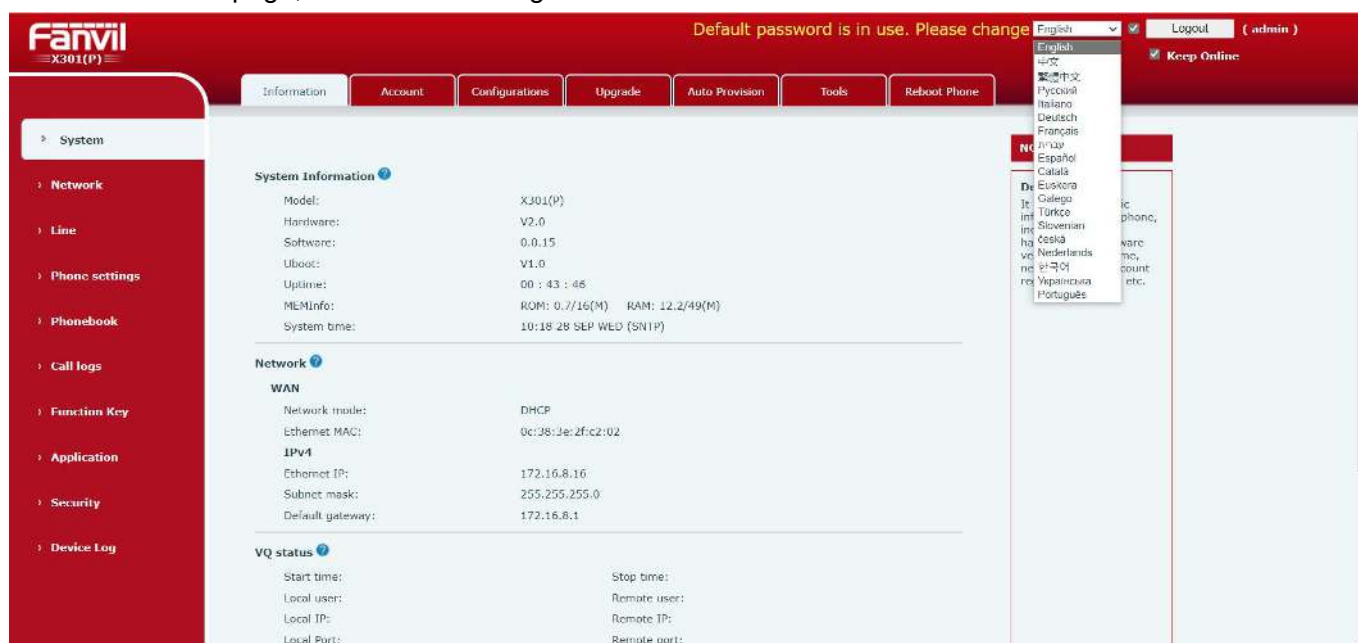 Fanvil
X301(P)
Default password is in use. Please change
English
Logout
( admin )
Keep Online
English
中文
繁體中文
Русский
Italiano
Deutsch
Français
עברית
Español
Català
Euskera
Galego
Türkçe
Slovenian
česká
Nederlands
한국어
Українська
Português
Information
Account
Configurations
Upgrade
Auto Provision
Tools
Reboot Phone
System
Network
Line
Phone settings
Phonebook
Call logs
Function Key
Application
Security
Device Log
System Information
Model: X301(P)
Hardware: V2.0
Software: 0.0.15
Uboot: V1.0
Uptime: 00 : 43 : 46
MEMInfo: ROM: 0.7/16(M) RAM: 12.2/49(M)
System time: 10:18 28 SEP WED (SNTP)
Network
WAN
Network mode: DHCP
Ethernet MAC: 0c:38:3e:2f:c2:02
IPv4
Ethernet IP: 172.16.8.16
Subnet mask: 255.255.255.0
Default gateway: 172.16.8.1
VQ status
Start time: Stop time:
Local user: Remote user:
Local IP: Remote IP:
Local Port: Remote port:
It
phone,
etc.